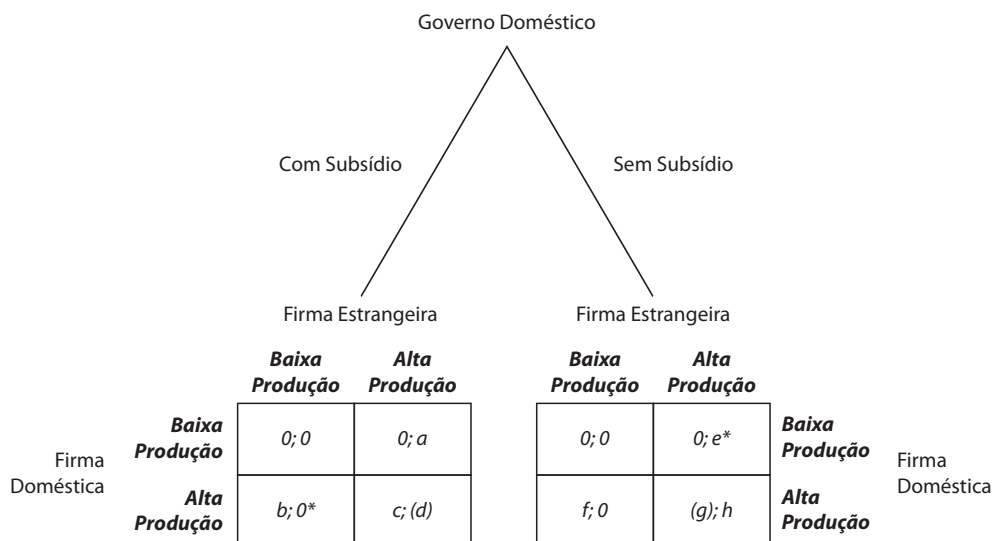 Governo Doméstico
Com Subsídio
Sem Subsídio
Firma Estrangeira
Firma Estrangeira
Baixa
Produção
Alta
Produção
Baixa
Produção
Alta
Produção
Firma
Doméstica
Baixa
Produção
0; 0
0; a
Alta
Produção
b; 0*
c; (d)
0; 0
0; e*
Baixa
Produção
f; 0
(g); h
Alta
Produção
Firma
Doméstica